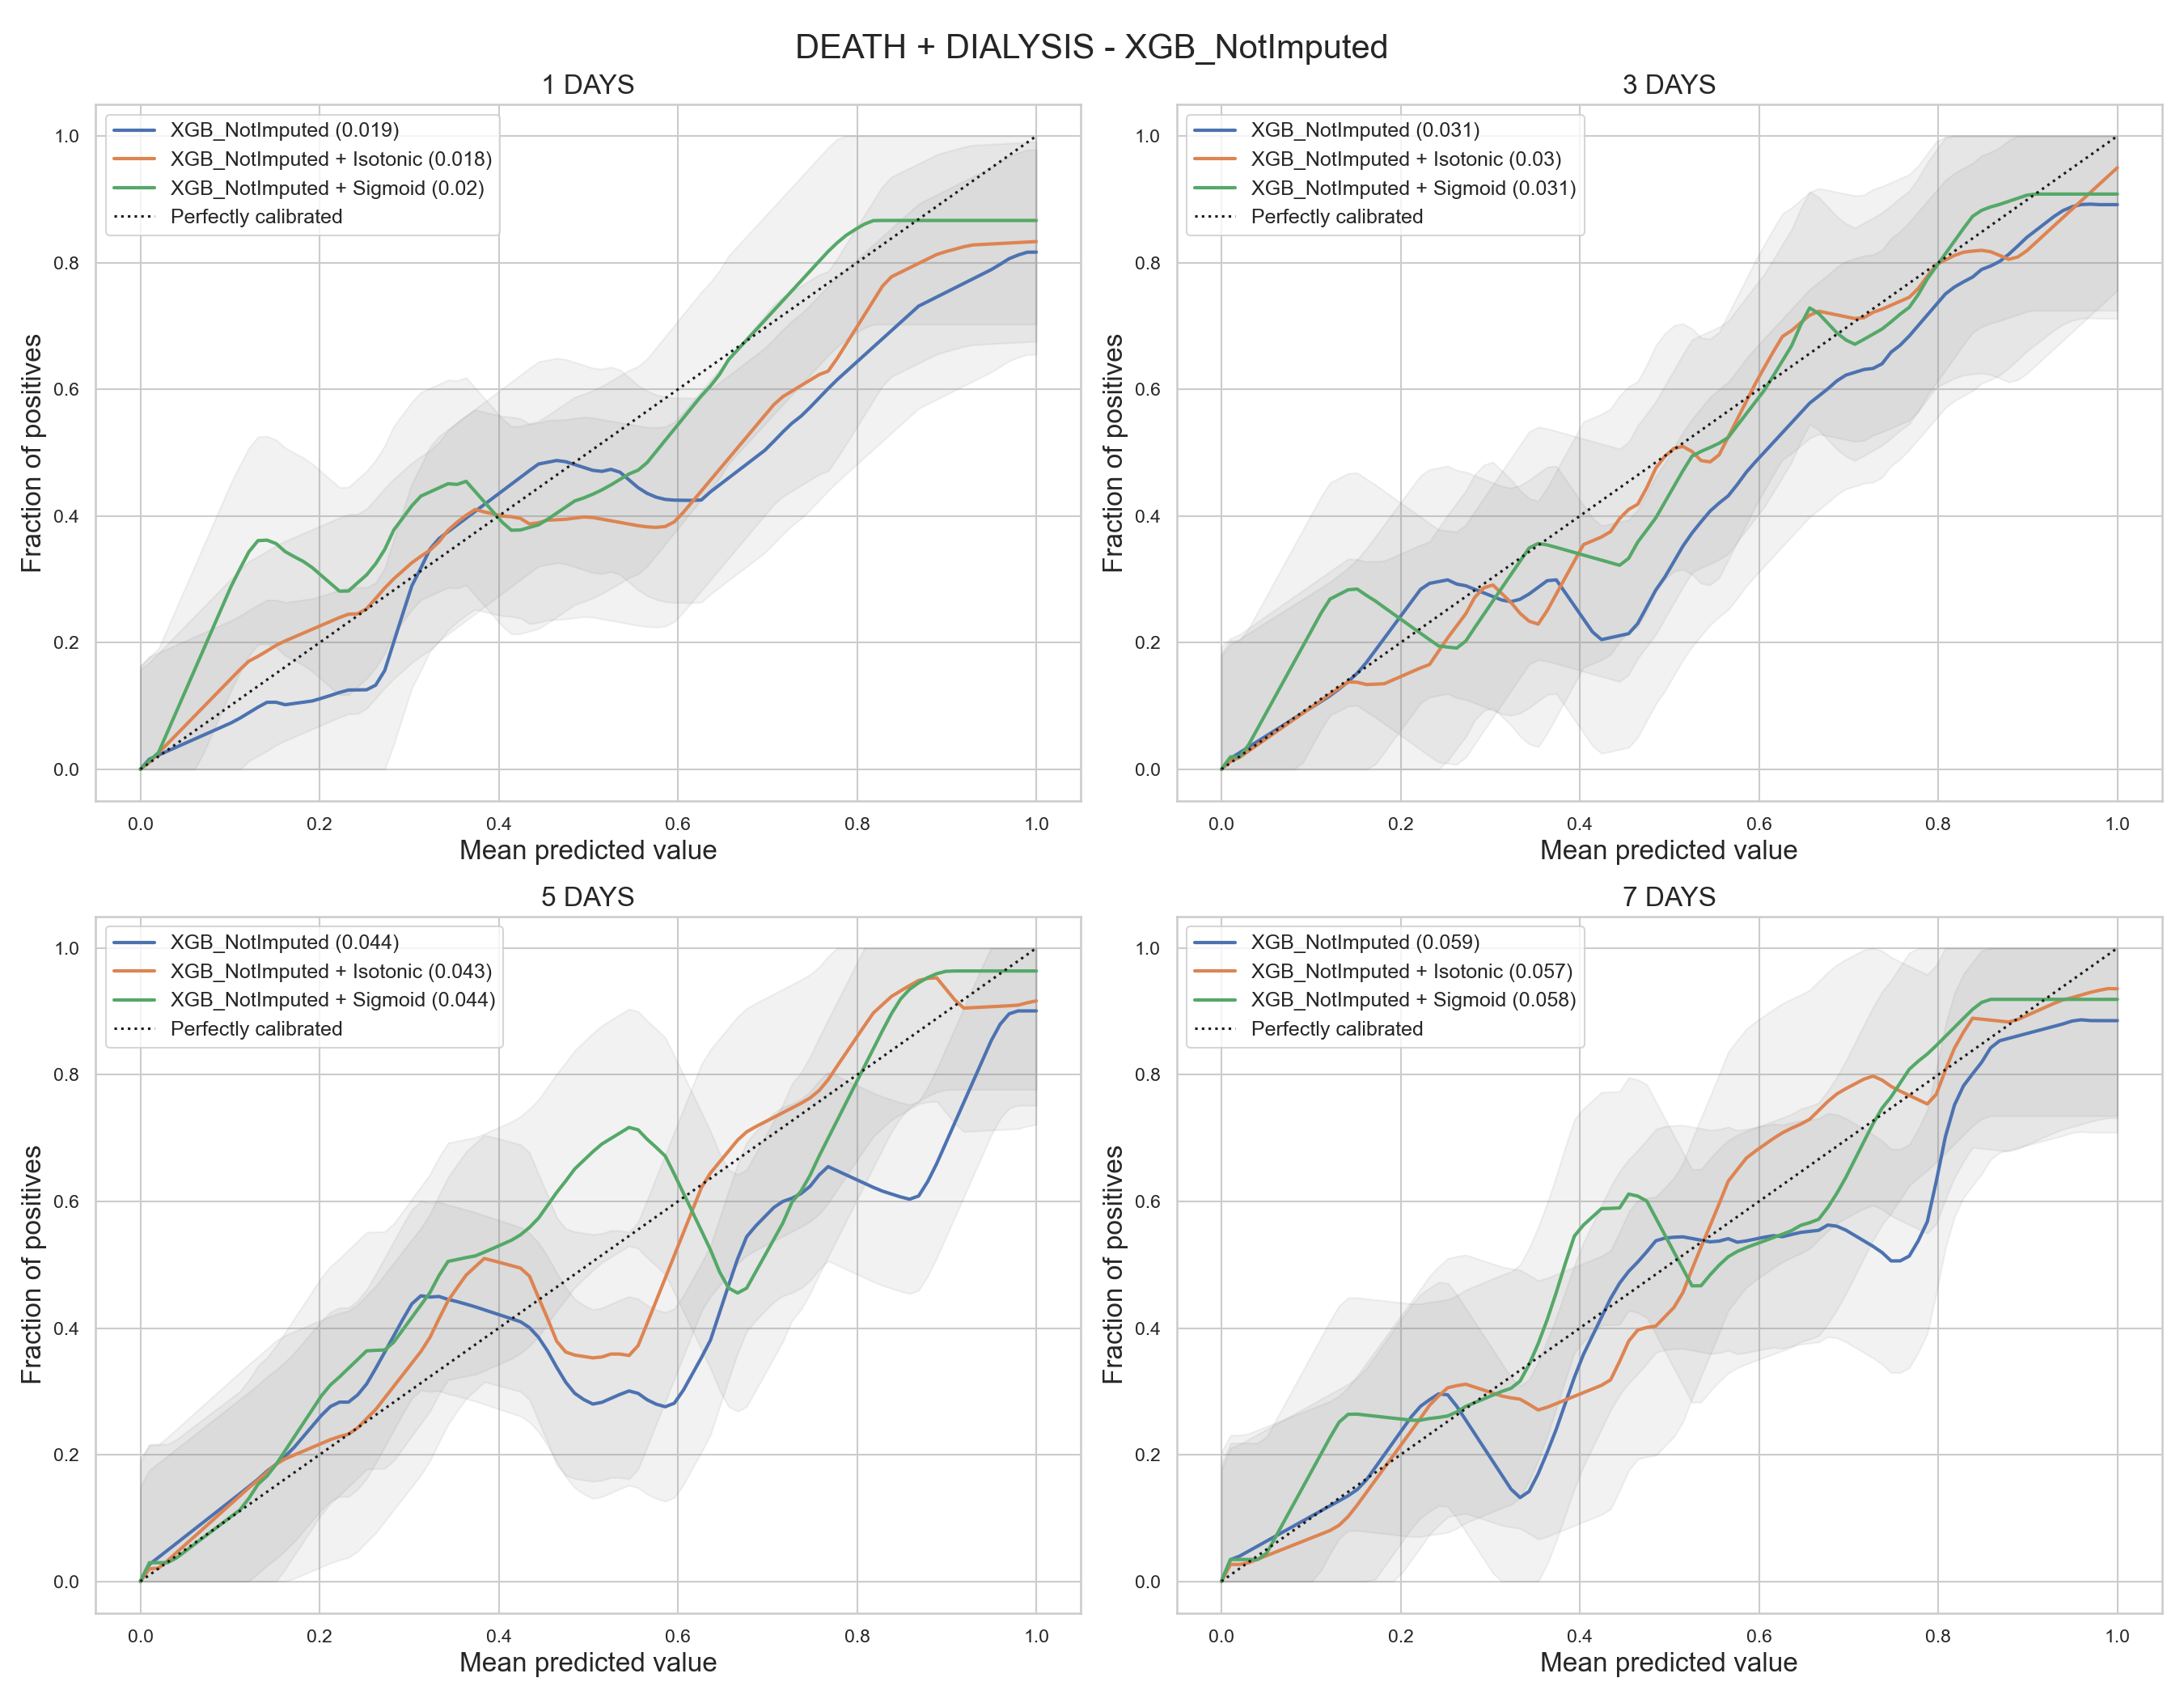 DEATH + DIALYSIS - XGB_NotImputed
1 DAYS
XGB_NotImputed (0.019)
XGB_NotImputed + Isotonic (0.018)
XGB_NotImputed + Sigmoid (0.02)
Perfectly calibrated
1.0
0.8
0.6
0.4
0.2
0.0
Fraction of positives
0.0 0.2 0.4 0.6 0.8 1.0
Mean predicted value
3 DAYS
XGB_NotImputed (0.031)
XGB_NotImputed + Isotonic (0.03)
XGB_NotImputed + Sigmoid (0.031)
Perfectly calibrated
1.0
0.8
0.6
0.4
0.2
0.0
Fraction of positives
0.0 0.2 0.4 0.6 0.8 1.0
Mean predicted value
5 DAYS
XGB_NotImputed (0.044)
XGB_NotImputed + Isotonic (0.043)
XGB_NotImputed + Sigmoid (0.044)
Perfectly calibrated
1.0
0.8
0.6
0.4
0.2
0.0
Fraction of positives
0.0 0.2 0.4 0.6 0.8 1.0
Mean predicted value
7 DAYS
XGB_NotImputed (0.059)
XGB_NotImputed + Isotonic (0.057)
XGB_NotImputed + Sigmoid (0.058)
Perfectly calibrated
1.0
0.8
0.6
0.4
0.2
0.0
Fraction of positives
0.0 0.2 0.4 0.6 0.8 1.0
Mean predicted value